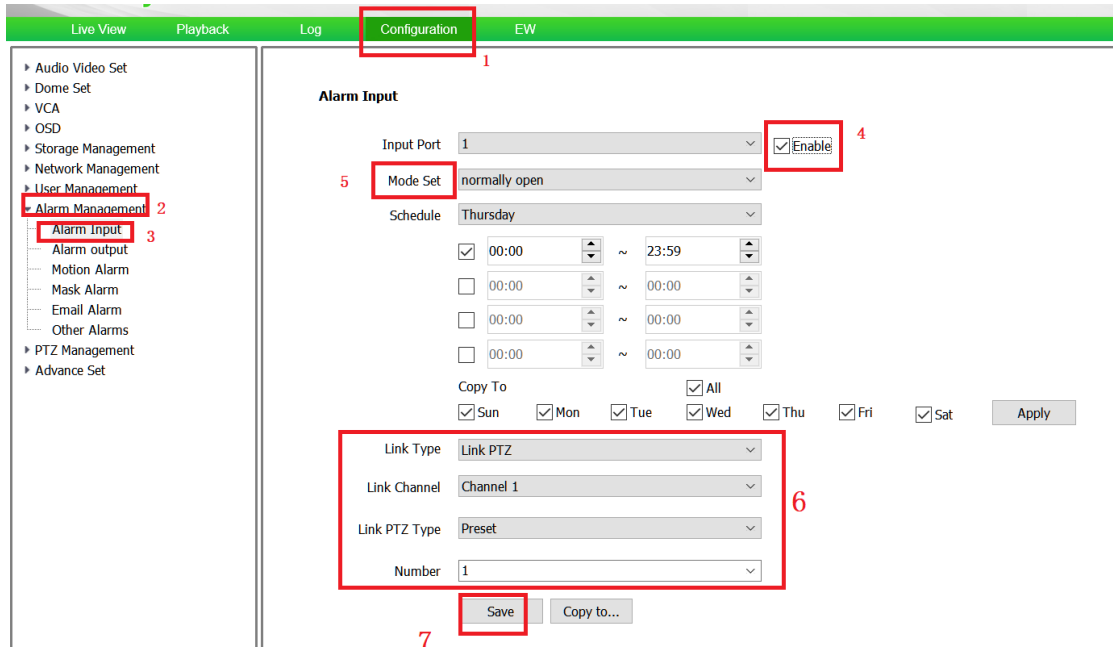 Live View Playback Log Configuration EW
1
Audio Video Set
Dome Set
VCA
OSD
Storage Management
Network Management
User Management
Alarm Management 2
Alarm Input 3
Alarm output
Motion Alarm
Mask Alarm
Email Alarm
Other Alarms
PTZ Management
Advance Set
Alarm Input
Input Port 1 Enable 4
5 Mode Set normally open
Schedule Thursday
00:00 ~ 23:59
00:00 ~ 00:00
00:00 ~ 00:00
00:00 ~ 00:00
Copy To All
Sun Mon Tue Wed Thu Fri Sat Apply
Link Type Link PTZ
Link Channel Channel 1
6
Link PTZ Type Preset
Number 1
Save Copy to...
7